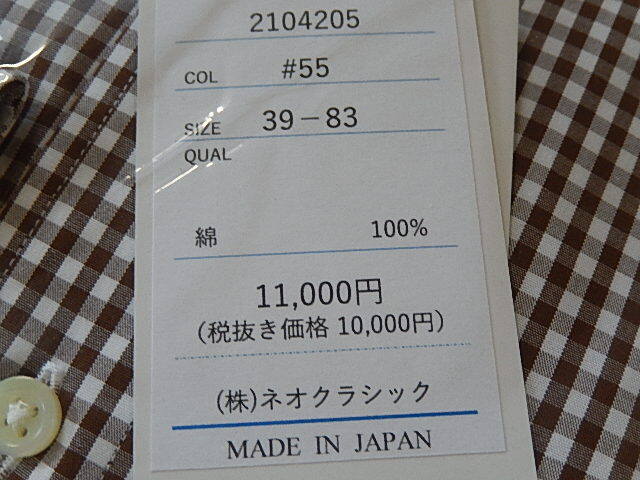 2104205
COL #55
SIZE 39-83
QUAL
綿 100%
11,000円
(税抜き価格 10,000円)
(株)ネオクラシック
MADE IN JAPAN